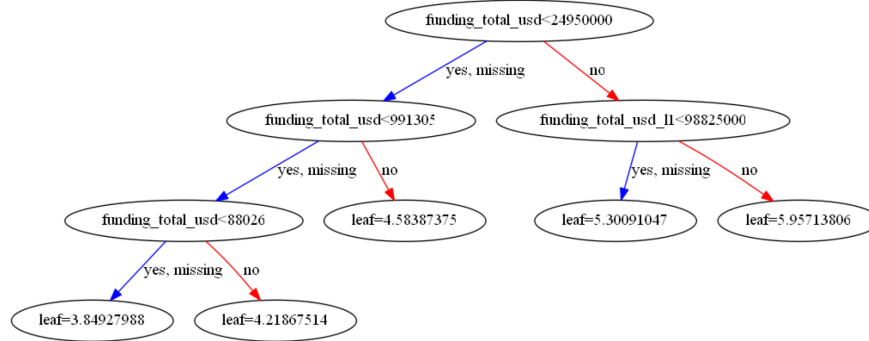 funding_total_usd<24950000
yes, missing
no
funding_total_usd<991305
funding_total_usd_l1<98825000
yes, missing
no
yes, missing
no
funding_total_usd<88026
leaf=4.58387375
leaf=5.30091047
leaf=5.95713806
yes, missing
no
leaf=3.84927988
leaf=4.21867514